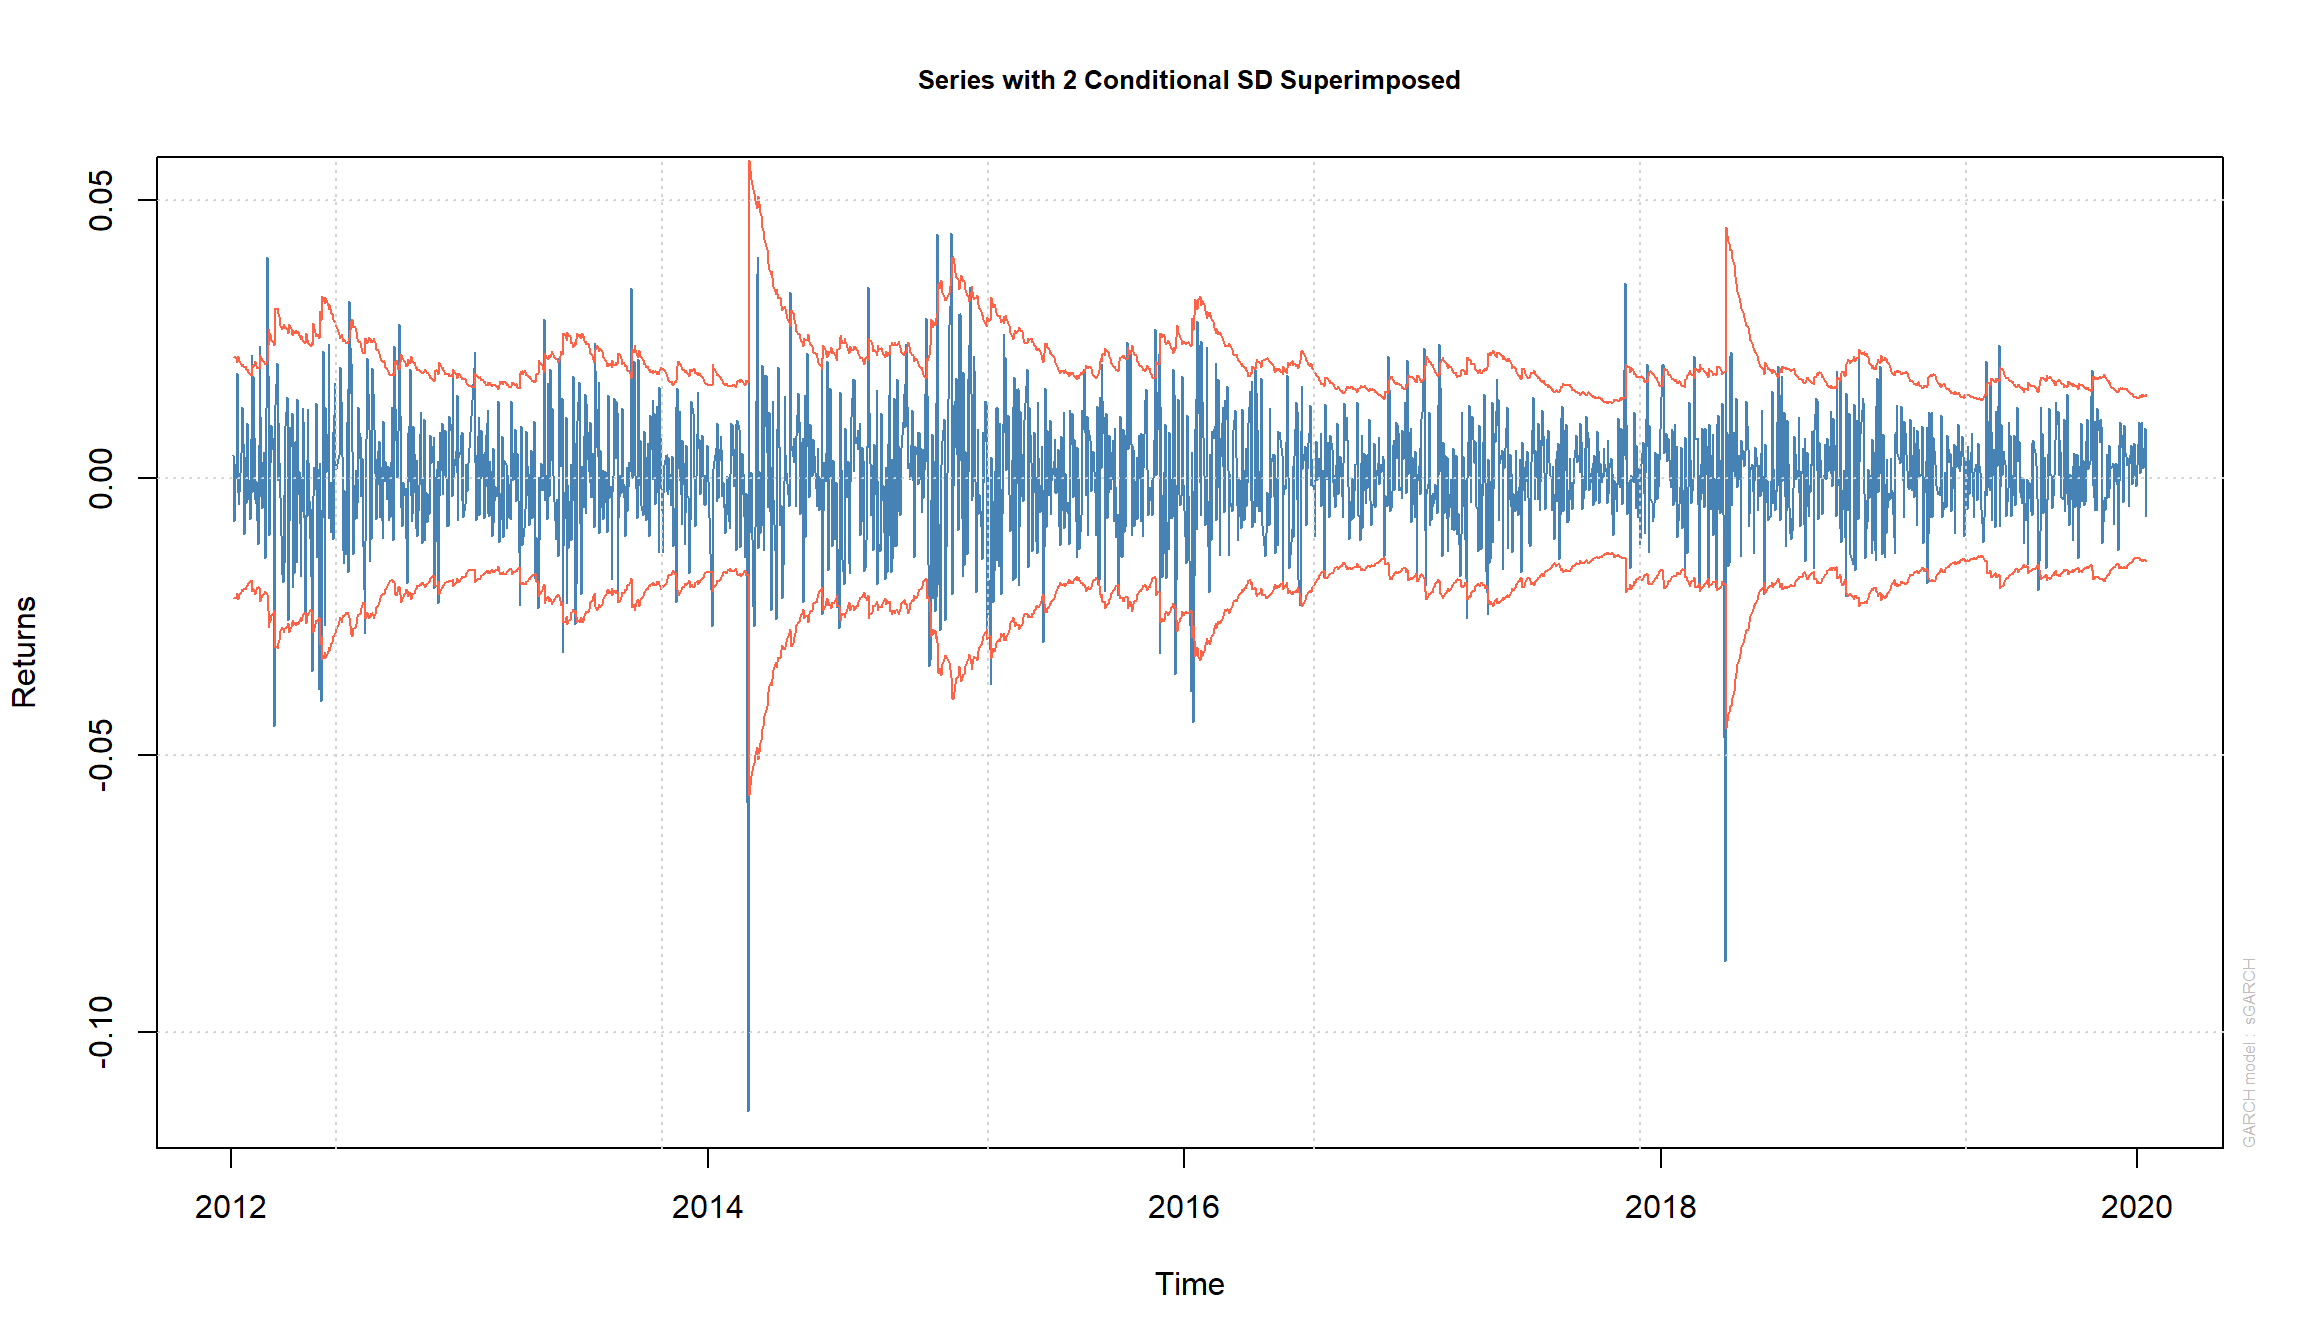 Series with 2 Conditional SD Superimposed
0.05
0.00
-0.05
-0.10
Returns
2012 2014 2016 2018 2020
Time
GARCH model : sGARCH